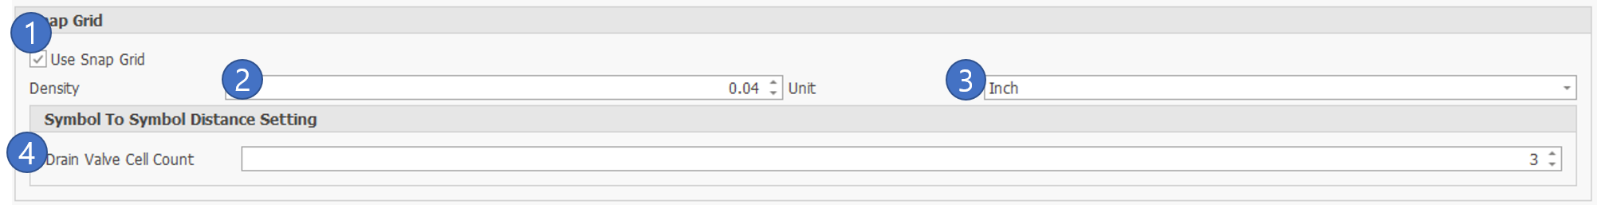 1 nap Grid
Use Snap Grid
Density 2 0.04 Unit 3 Inch
Symbol To Symbol Distance Setting
4 Drain Valve Cell Count 3